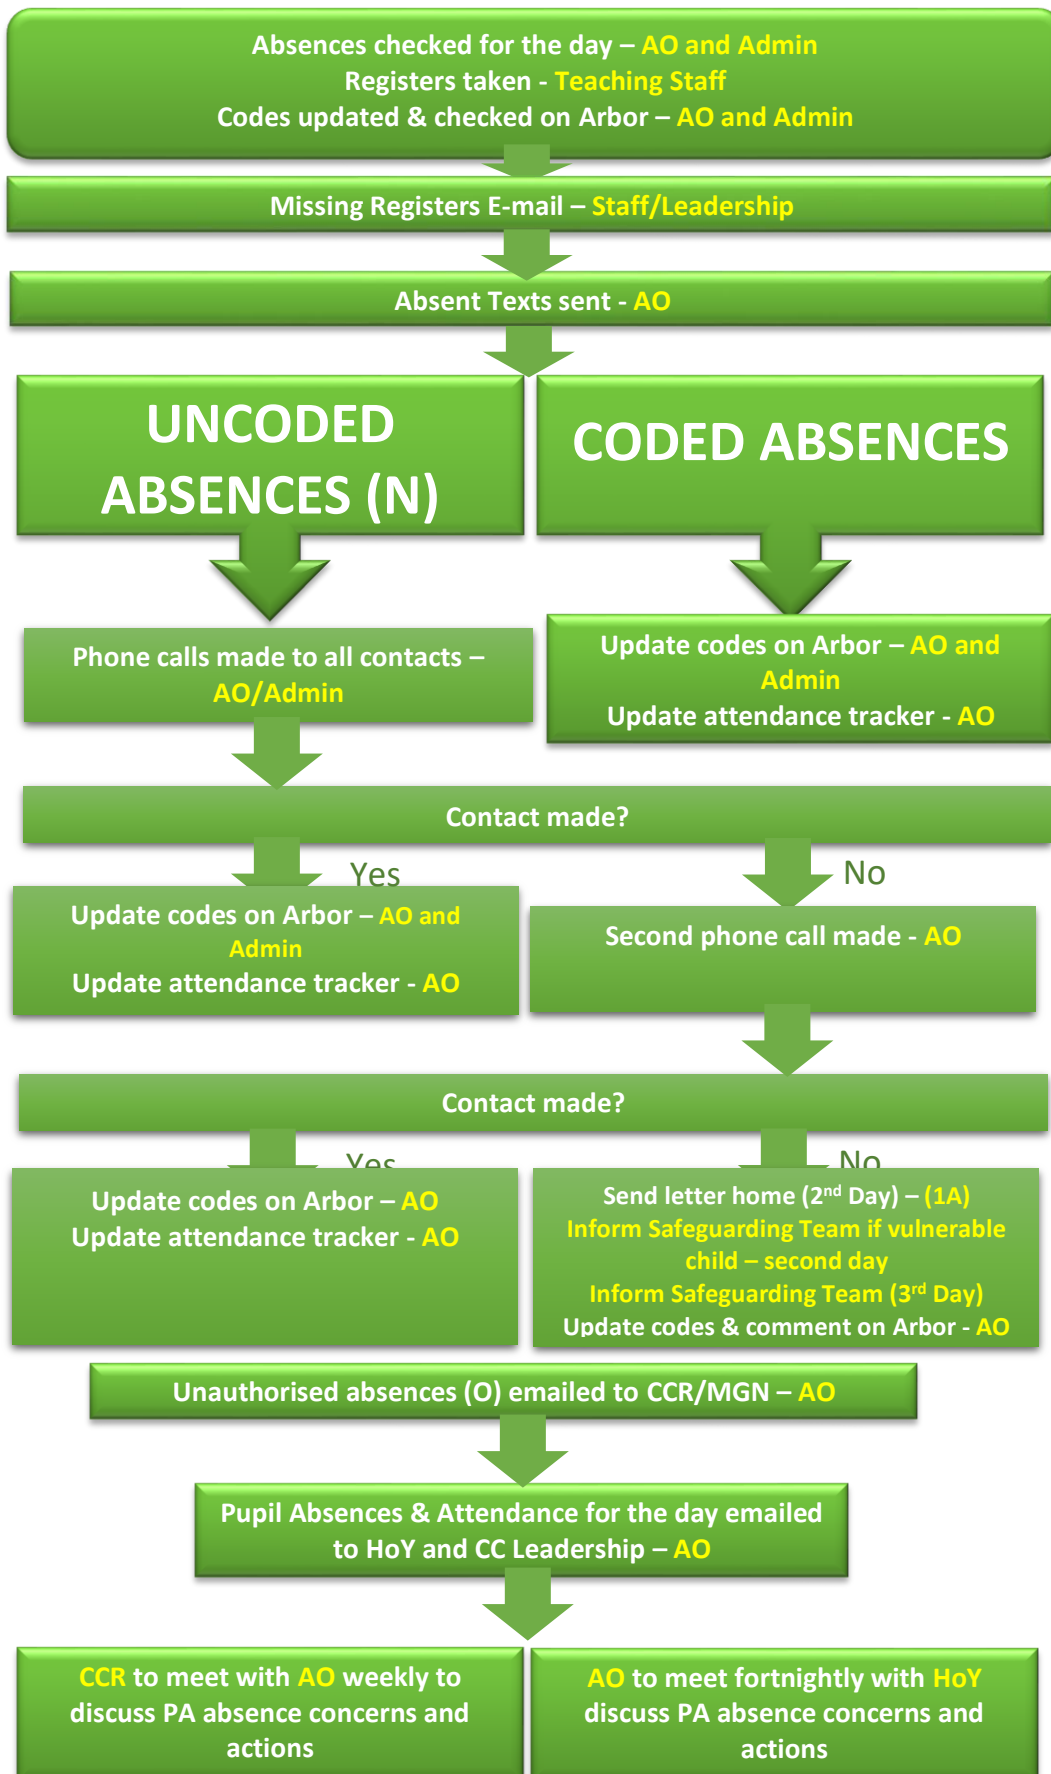 Absences checked for the day – AO and Admin
Registers taken - Teaching Staff
Codes updated & checked on Arbor – AO and Admin
Missing Registers E-mail – Staff/Leadership
Absent Texts sent - AO
UNCODED
ABSENCES (N)
CODED ABSENCES
Phone calls made to all contacts –
AO/Admin
Update codes on Arbor – AO and
Admin
Update attendance tracker - AO
Contact made?
Yes
No
Update codes on Arbor – AO and
Admin
Update attendance tracker - AO
Second phone call made - AO
Contact made?
Yes
No
Update codes on Arbor – AO
Update attendance tracker - AO
Send letter home (2nd Day) – (1A)
Inform Safeguarding Team if vulnerable
child – second day
Inform Safeguarding Team (3rd Day)
Update codes & comment on Arbor - AO
Unauthorised absences (O) emailed to CCR/MGN – AO
Pupil Absences & Attendance for the day emailed
to HoY and CC Leadership – AO
CCR to meet with AO weekly to
discuss PA absence concerns and
actions
AO to meet fortnightly with HoY
discuss PA absence concerns and
actions